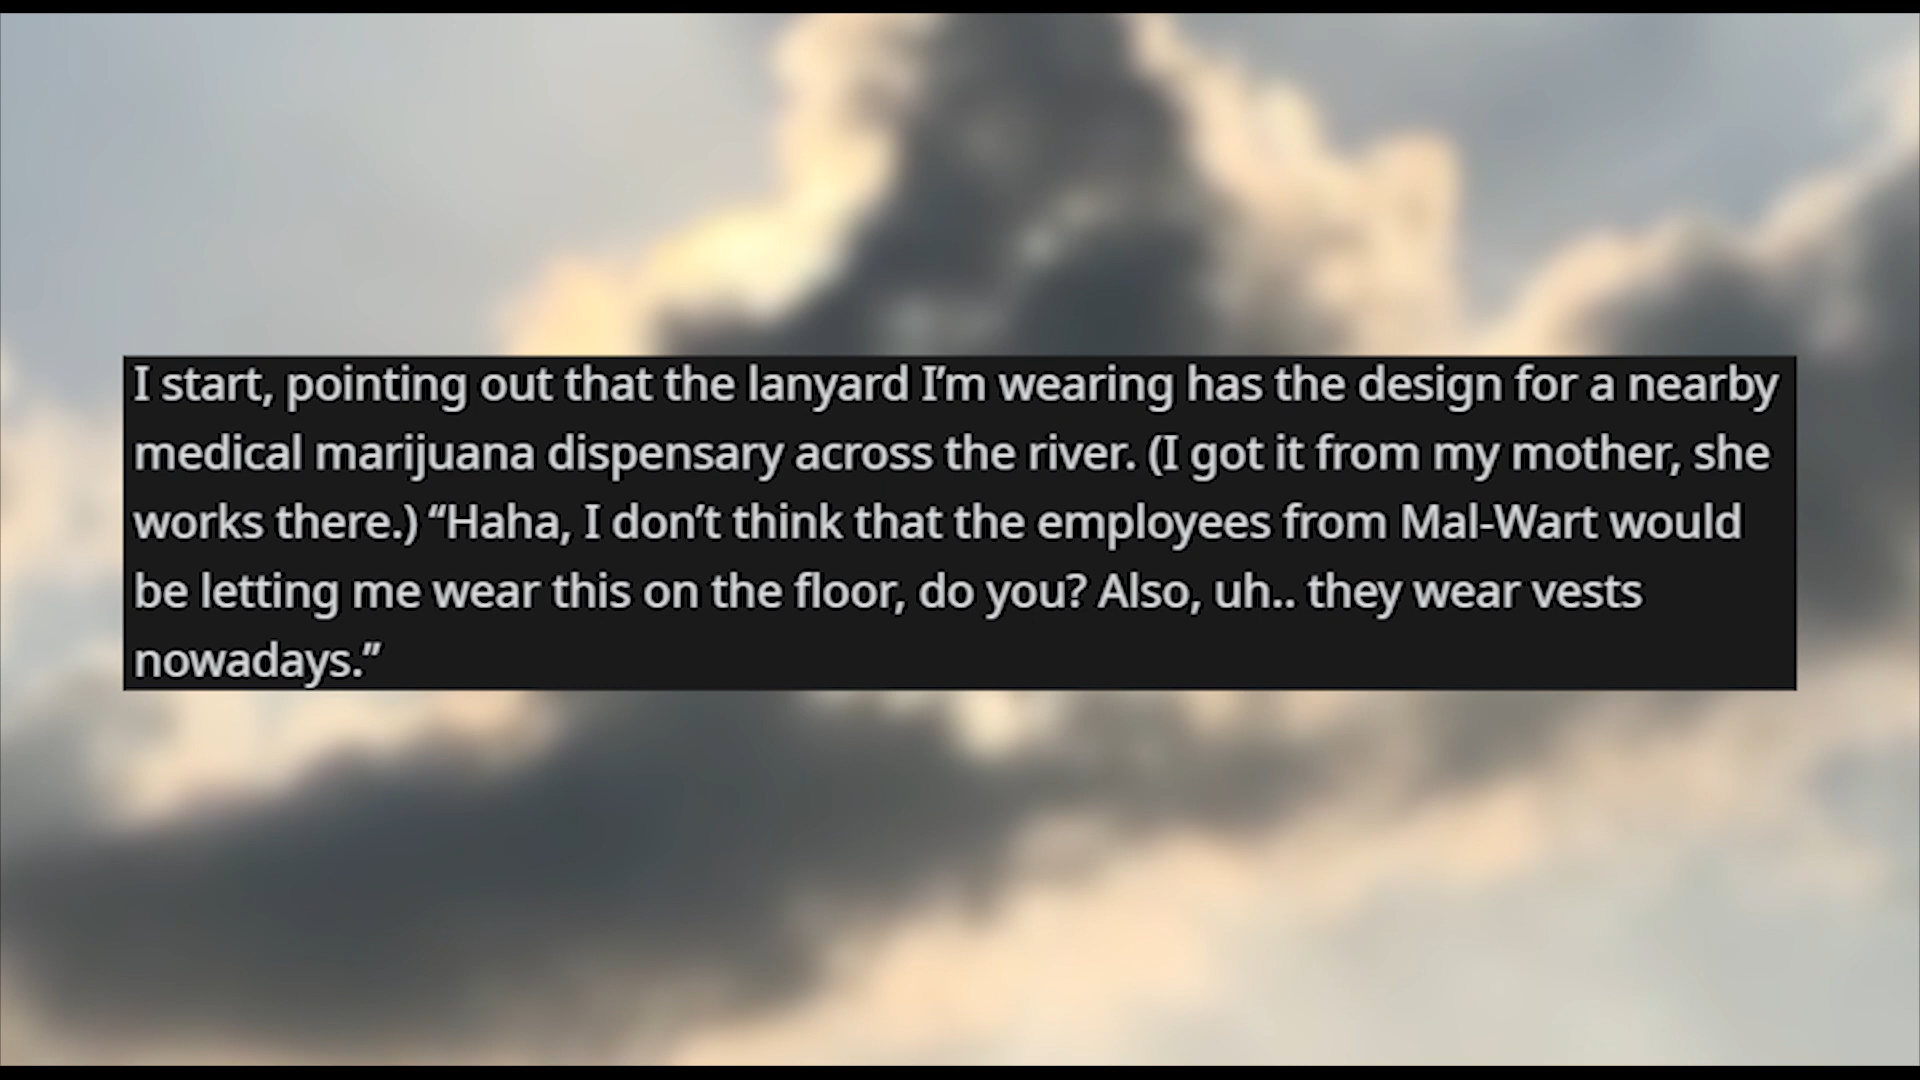 I start, pointing out that the lanyard I’m wearing has the design for a nearby
medical marijuana dispensary across the river. (I got it from my mother, she
works there.) “Haha, I don’t think that the employees from Mal-Wart would
be letting me wear this on the floor, do you? Also, uh.. they wear vests
nowadays.”